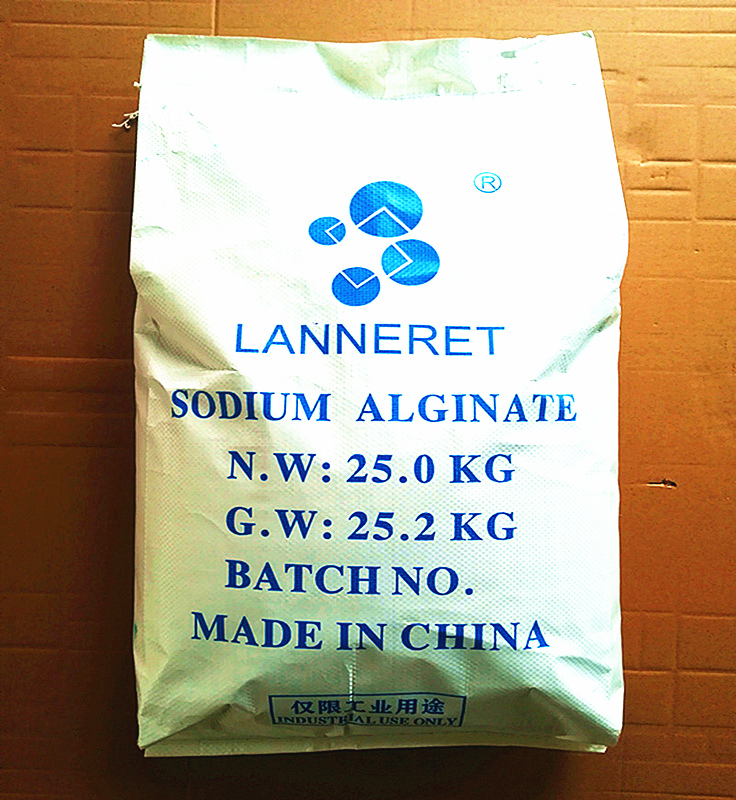 ®
LANNERET
SODIUM ALGINATE
N.W: 25.0 KG
G.W: 25.2 KG
BATCH NO.
MADE IN CHINA
仅限工业用途
INDUSTRIAL USE ONLY